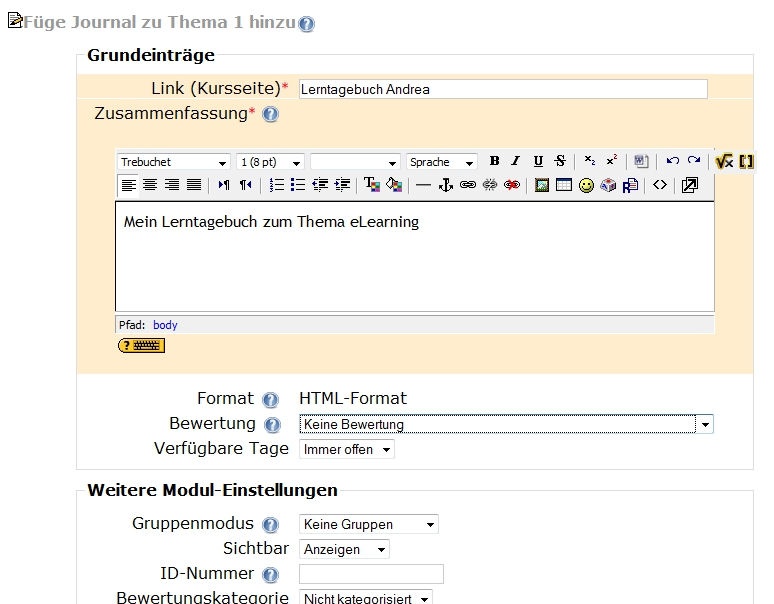 Füge Journal zu Thema 1 hinzu
Grundeinträge
Link (Kursseite)* Lerntagebuch Andrea
Zusammenfassung*
Trebuchet 1 (8 pt) Sprache B I U S x₂ x²
Mein Lerntagebuch zum Thema eLearning
Pfad: body
?
Format HTML-Format
Bewertung Keine Bewertung
Verfügbare Tage Immer offen
Weitere Modul-Einstellungen
Gruppenmodus Keine Gruppen
Sichtbar Anzeigen
ID-Nummer
Bewertungskategorie Nicht kategorisiert